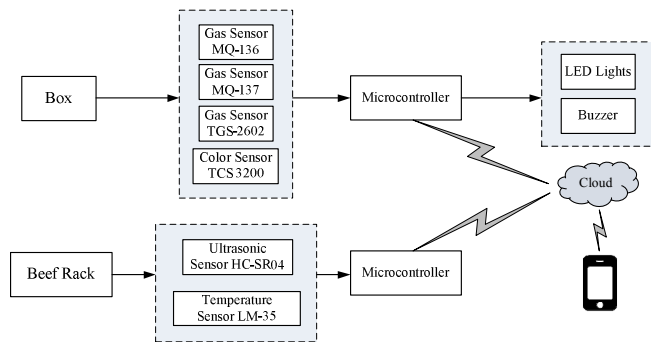 Box
Gas Sensor
MQ-136
Gas Sensor
MQ-137
Gas Sensor
TGS-2602
Color Sensor
TCS3200
Microcontroller
LED Lights
Buzzer
Cloud
Beef Rack
Ultrasonic
Sensor HC-SR04
Temperature
Sensor LM-35
Microcontroller